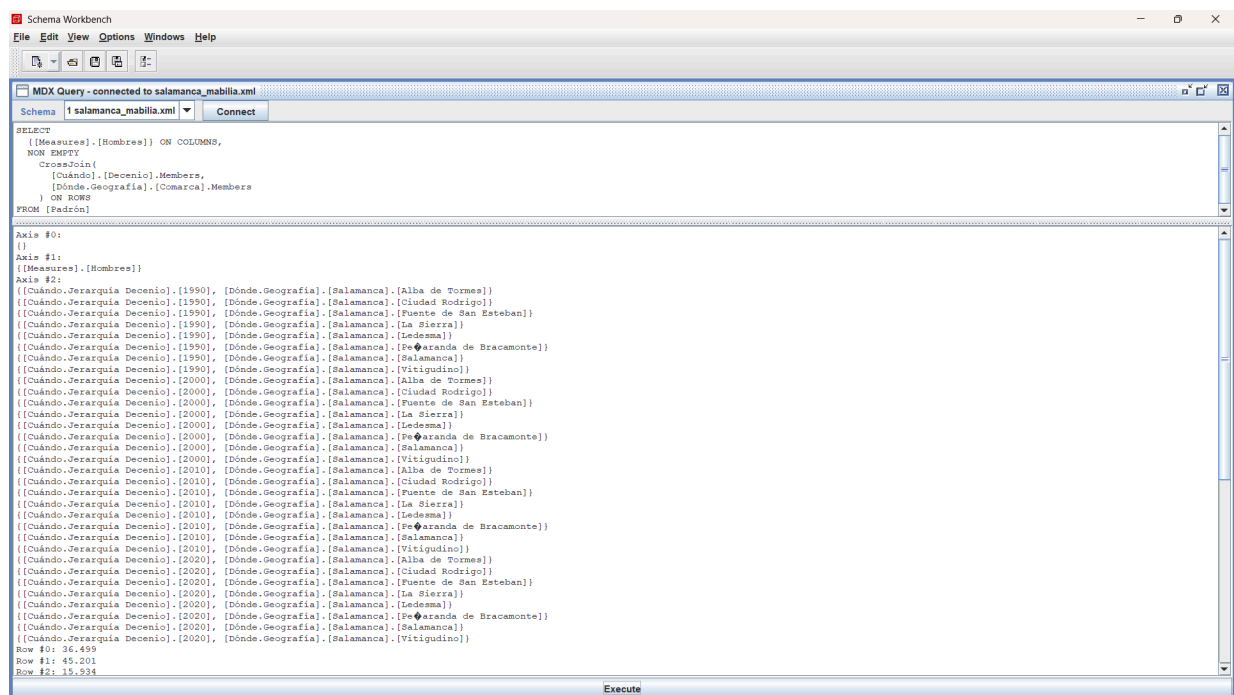 Schema Workbench
File Edit View Options Windows Help
MDX Query - connected to salamanca_mabilia.xml
Schema 1 salamanca_mabilia.xml Connect
SELECT
{[Measures].[Hombres]} ON COLUMNS,
NON EMPTY
CrossJoin(
[Cuándo].[Decenio].Members,
[Dónde.Geografía].[Comarca].Members
) ON ROWS
FROM [Padrón]
Axis #0:
{}
Axis #1:
{[Measures].[Hombres]}
Axis #2:
{[Cuándo.Jerarquía Decenio].[1990], [Dónde.Geografía].[Salamanca].[Alba de Tormes]}
{[Cuándo.Jerarquía Decenio].[1990], [Dónde.Geografía].[Salamanca].[Ciudad Rodrigo]}
{[Cuándo.Jerarquía Decenio].[1990], [Dónde.Geografía].[Salamanca].[Fuente de San Esteban]}
{[Cuándo.Jerarquía Decenio].[1990], [Dónde.Geografía].[Salamanca].[La Sierra]}
{[Cuándo.Jerarquía Decenio].[1990], [Dónde.Geografía].[Salamanca].[Ledesma]}
{[Cuándo.Jerarquía Decenio].[1990], [Dónde.Geografía].[Salamanca].[Pe�aranda de Bracamonte]}
{[Cuándo.Jerarquía Decenio].[1990], [Dónde.Geografía].[Salamanca].[Salamanca]}
{[Cuándo.Jerarquía Decenio].[1990], [Dónde.Geografía].[Salamanca].[Vitigudino]}
{[Cuándo.Jerarquía Decenio].[2000], [Dónde.Geografía].[Salamanca].[Alba de Tormes]}
{[Cuándo.Jerarquía Decenio].[2000], [Dónde.Geografía].[Salamanca].[Ciudad Rodrigo]}
{[Cuándo.Jerarquía Decenio].[2000], [Dónde.Geografía].[Salamanca].[Fuente de San Esteban]}
{[Cuándo.Jerarquía Decenio].[2000], [Dónde.Geografía].[Salamanca].[La Sierra]}
{[Cuándo.Jerarquía Decenio].[2000], [Dónde.Geografía].[Salamanca].[Ledesma]}
{[Cuándo.Jerarquía Decenio].[2000], [Dónde.Geografía].[Salamanca].[Pe�aranda de Bracamonte]}
{[Cuándo.Jerarquía Decenio].[2000], [Dónde.Geografía].[Salamanca].[Salamanca]}
{[Cuándo.Jerarquía Decenio].[2000], [Dónde.Geografía].[Salamanca].[Vitigudino]}
{[Cuándo.Jerarquía Decenio].[2010], [Dónde.Geografía].[Salamanca].[Alba de Tormes]}
{[Cuándo.Jerarquía Decenio].[2010], [Dónde.Geografía].[Salamanca].[Ciudad Rodrigo]}
{[Cuándo.Jerarquía Decenio].[2010], [Dónde.Geografía].[Salamanca].[Fuente de San Esteban]}
{[Cuándo.Jerarquía Decenio].[2010], [Dónde.Geografía].[Salamanca].[La Sierra]}
{[Cuándo.Jerarquía Decenio].[2010], [Dónde.Geografía].[Salamanca].[Ledesma]}
{[Cuándo.Jerarquía Decenio].[2010], [Dónde.Geografía].[Salamanca].[Pe�aranda de Bracamonte]}
{[Cuándo.Jerarquía Decenio].[2010], [Dónde.Geografía].[Salamanca].[Salamanca]}
{[Cuándo.Jerarquía Decenio].[2010], [Dónde.Geografía].[Salamanca].[Vitigudino]}
{[Cuándo.Jerarquía Decenio].[2020], [Dónde.Geografía].[Salamanca].[Alba de Tormes]}
{[Cuándo.Jerarquía Decenio].[2020], [Dónde.Geografía].[Salamanca].[Ciudad Rodrigo]}
{[Cuándo.Jerarquía Decenio].[2020], [Dónde.Geografía].[Salamanca].[Fuente de San Esteban]}
{[Cuándo.Jerarquía Decenio].[2020], [Dónde.Geografía].[Salamanca].[La Sierra]}
{[Cuándo.Jerarquía Decenio].[2020], [Dónde.Geografía].[Salamanca].[Ledesma]}
{[Cuándo.Jerarquía Decenio].[2020], [Dónde.Geografía].[Salamanca].[Pe�aranda de Bracamonte]}
{[Cuándo.Jerarquía Decenio].[2020], [Dónde.Geografía].[Salamanca].[Salamanca]}
{[Cuándo.Jerarquía Decenio].[2020], [Dónde.Geografía].[Salamanca].[Vitigudino]}
Row #0: 36.499
Row #1: 45.201
Row #2: 15.934
Execute